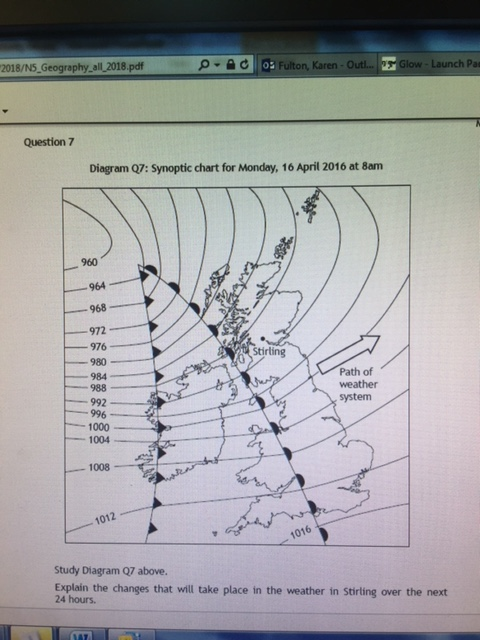 2018/N5_Geography_all_2018.pdf
Fulton, Karen - Outl...
Glow - Launch Pa
Question 7
Diagram Q7: Synoptic chart for Monday, 16 April 2016 at 8am
960
964
968
972
976
980
984
988
992
996
1000
1004
1008
1012
1016
Stirling
Path of
weather
system
Study Diagram Q7 above.
Explain the changes that will take place in the weather in Stirling over the next
24 hours.